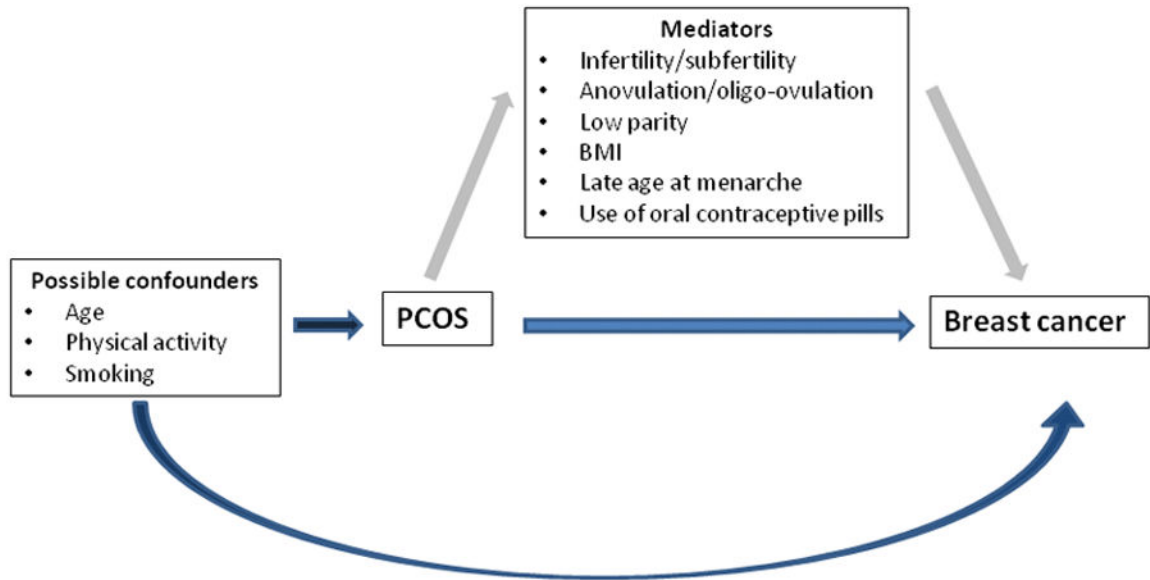 Mediators
• Infertility/subfertility
• Anovulation/oligo-ovulation
• Low parity
• BMI
• Late age at menarche
• Use of oral contraceptive pills
Possible confounders
• Age
• Physical activity
• Smoking
PCOS
Breast cancer